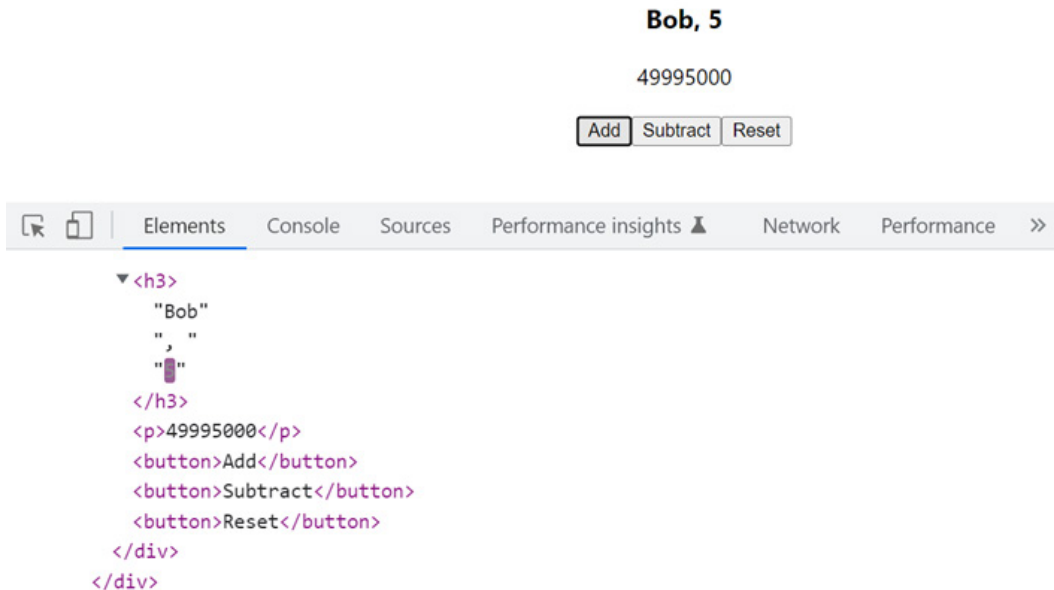 Bob, 5
49995000
Add Subtract Reset
Elements Console Sources Performance insights Network Performance »
▼<h3>
"Bob"
", "
"5"
</h3>
<p>49995000</p>
<button>Add</button>
<button>Subtract</button>
<button>Reset</button>
</div>
</div>